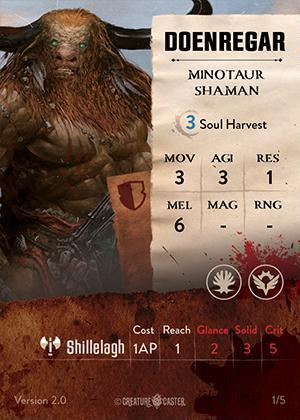 DOENREGAR
MINOTAUR
SHAMAN
3 Soul Harvest
MOV AGI RES
3 3 1
MEL MAG RNG
6 - -
Cost Reach Glance Solid Crit
Shillelagh 1AP 1 2 3 5
Version 2.0 © CREATURE CASTER. 1/5